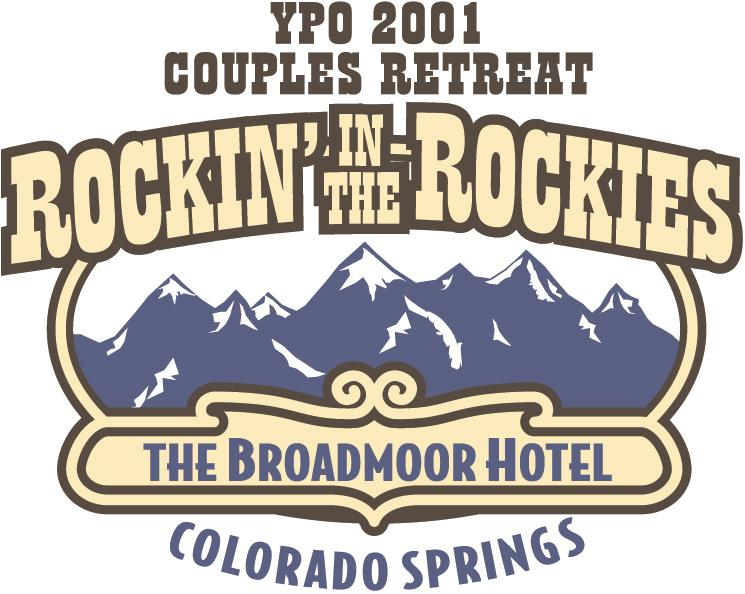 YPO 2001
COUPLES RETREAT
ROCKIN' IN THE ROCKIES
THE BROADMOOR HOTEL
COLORADO SPRINGS